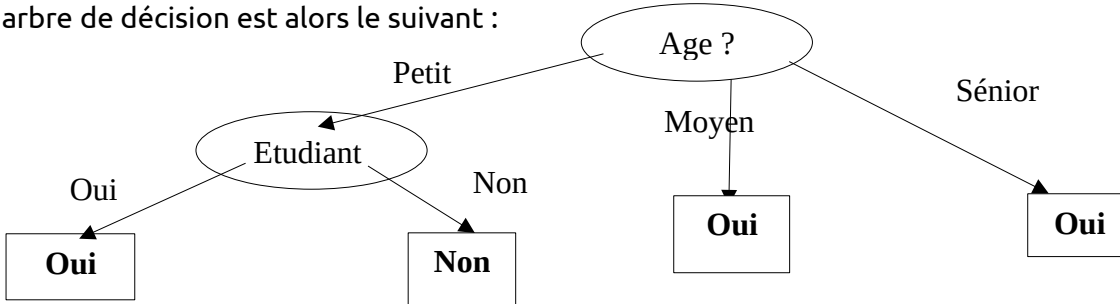 arbre de décision est alors le suivant :
Age ?
Petit
Sénior
Moyen
Etudiant
Oui
Non
Oui
Non
Oui
Oui